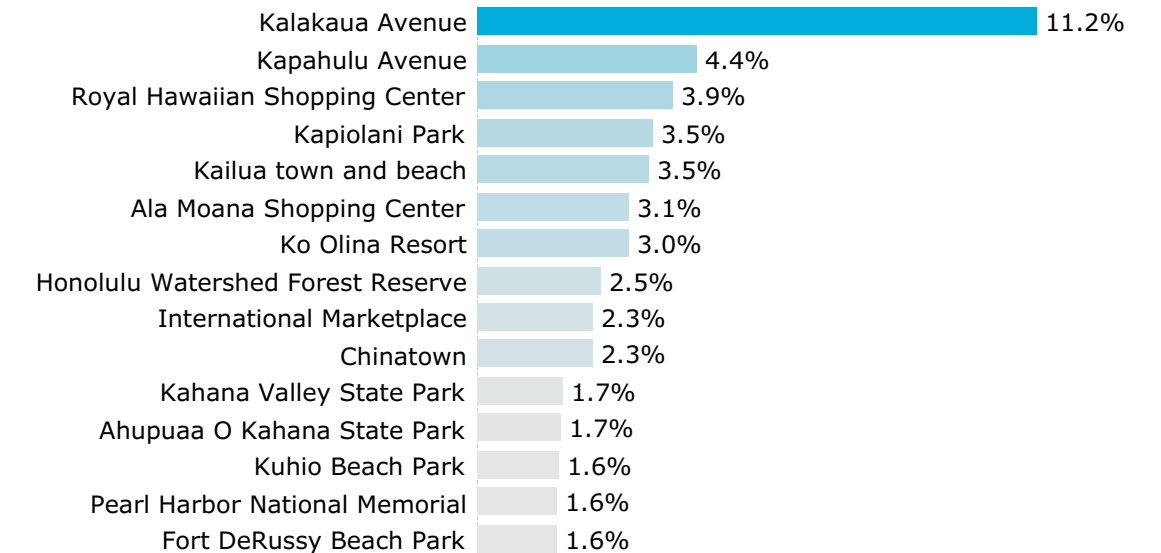 Kalakaua Avenue 11.2%
Kapahulu Avenue 4.4%
Royal Hawaiian Shopping Center 3.9%
Kapiolani Park 3.5%
Kailua town and beach 3.5%
Ala Moana Shopping Center 3.1%
Ko Olina Resort 3.0%
Honolulu Watershed Forest Reserve 2.5%
International Marketplace 2.3%
Chinatown 2.3%
Kahana Valley State Park 1.7%
Ahupuaa O Kahana State Park 1.7%
Kuhio Beach Park 1.6%
Pearl Harbor National Memorial 1.6%
Fort DeRussy Beach Park 1.6%